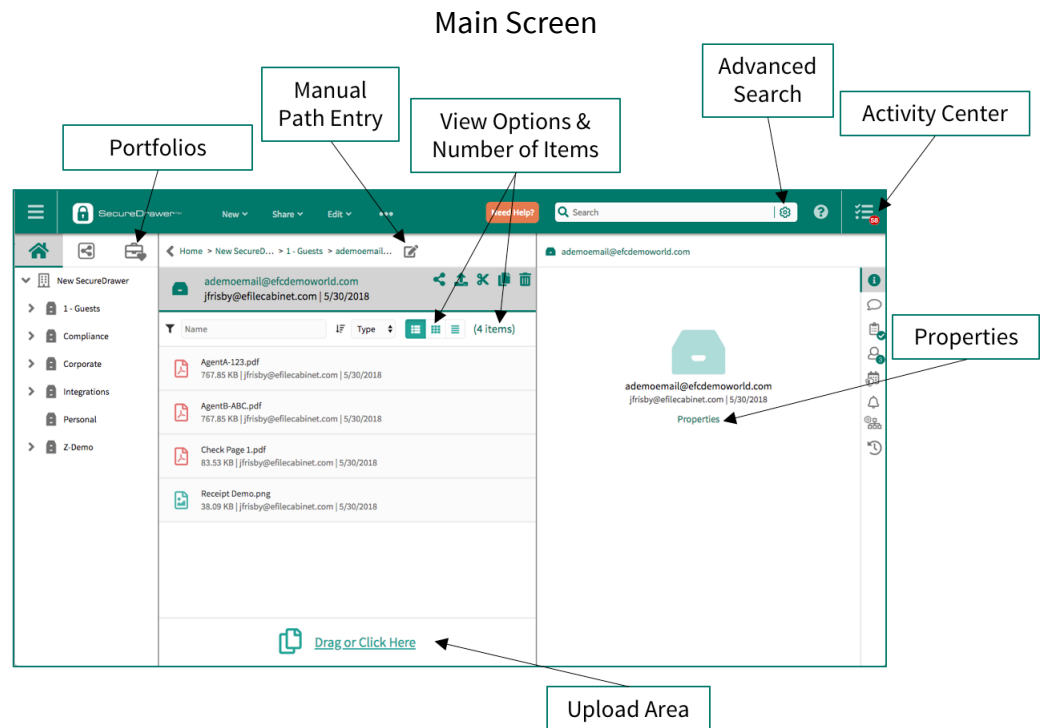 Main Screen
Manual
Path Entry
Advanced
Search
View Options &
Number of Items
Activity Center
Portfolios
SecureDrawer
New
Share
Edit
Need Help?
Search
58
Home > New SecureD... > 1 - Guests > ademoemail...
ademoemail@efcdemoworld.com
New SecureDrawer
1 - Guests
Compliance
Corporate
Integrations
Personal
Z-Demo
ademoemail@efcdemoworld.com
jfrisby@efilecabinet.com | 5/30/2018
Name
Type
(4 items)
AgentA-123.pdf
767.85 KB | jfrisby@efilecabinet.com | 5/30/2018
AgentB-ABC.pdf
767.85 KB | jfrisby@efilecabinet.com | 5/30/2018
Check Page 1.pdf
83.53 KB | jfrisby@efilecabinet.com | 5/30/2018
Receipt Demo.png
38.09 KB | jfrisby@efilecabinet.com | 5/30/2018
Drag or Click Here
ademoemail@efcdemoworld.com
jfrisby@efilecabinet.com | 5/30/2018
Properties
Properties
Upload Area